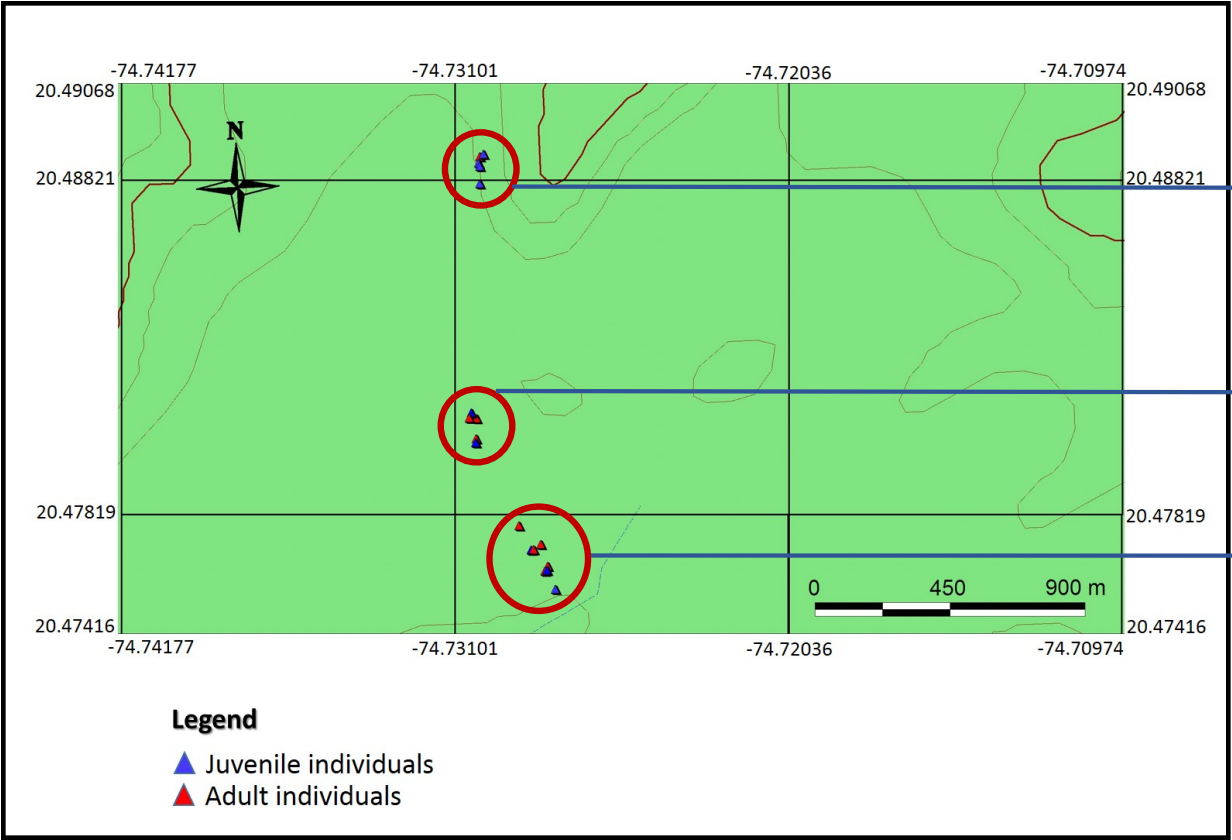 -74.74177 -74.73101 -74.72036 -74.70974
20.49068 20.49068
N
20.48821 20.48821
20.47819 20.47819
0 450 900 m
20.47416 20.47416
-74.74177 -74.73101 -74.72036 -74.70974
Legend
Juvenile individuals
Adult individuals